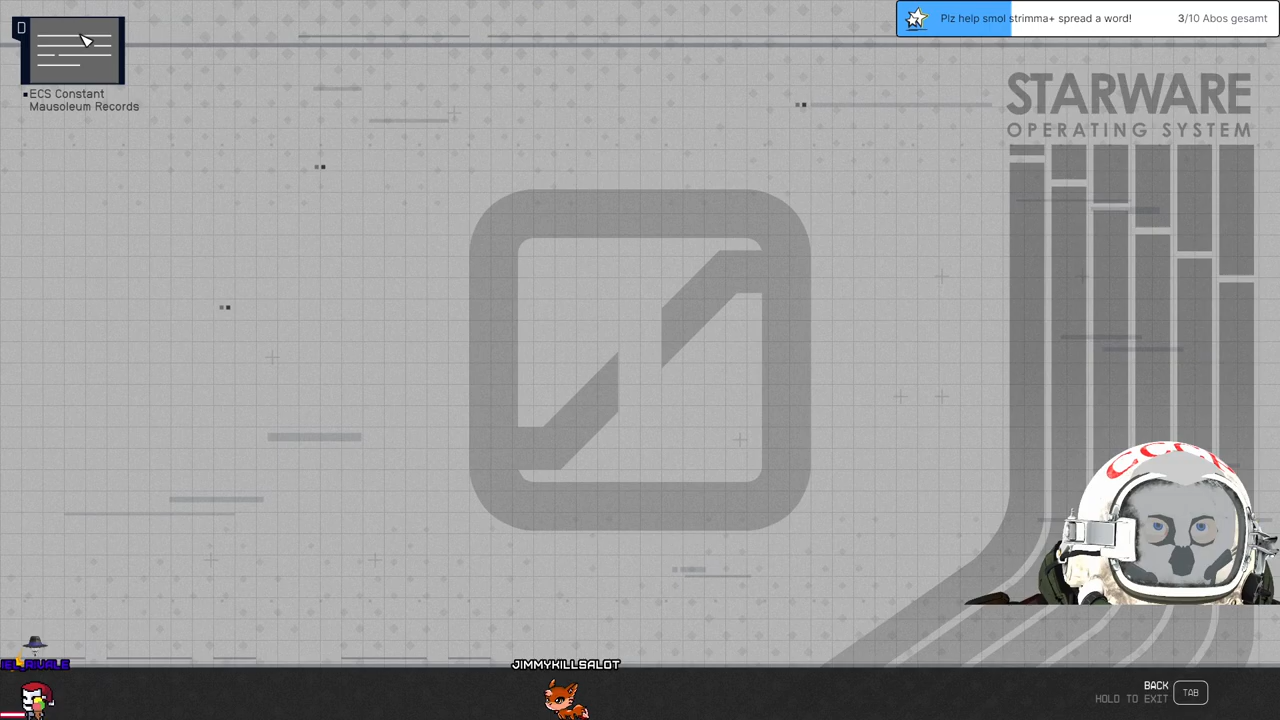 D
Plz help smol strimma+ spread a word!
3/10 Abos gesamt
ECS Constant
Mausoleum Records
STARWARE
OPERATING SYSTEM
JIMMYKILLSALOT
BACK
HOLD TO EXIT
TAB